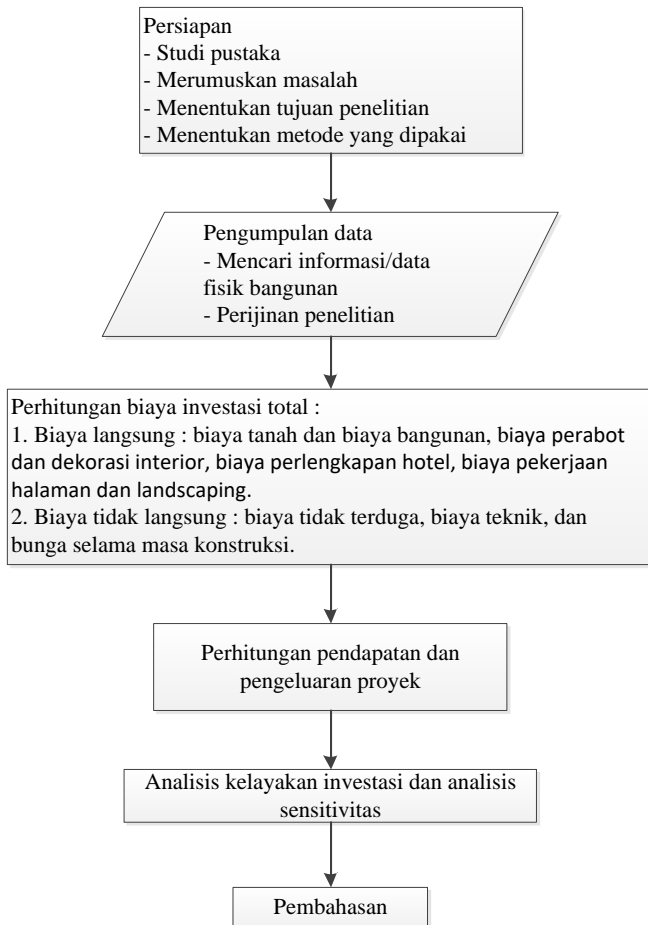 Persiapan
- Studi pustaka
- Merumuskan masalah
- Menentukan tujuan penelitian
- Menentukan metode yang dipakai
Pengumpulan data
- Mencari informasi/data
fisik bangunan
- Perijinan penelitian
Perhitungan biaya investasi total :
1. Biaya langsung : biaya tanah dan biaya bangunan, biaya perabot
dan dekorasi interior, biaya perlengkapan hotel, biaya pekerjaan
halaman dan landscaping.
2. Biaya tidak langsung : biaya tidak terduga, biaya teknik, dan
bunga selama masa konstruksi.
Perhitungan pendapatan dan
pengeluaran proyek
Analisis kelayakan investasi dan analisis
sensitivitas
Pembahasan